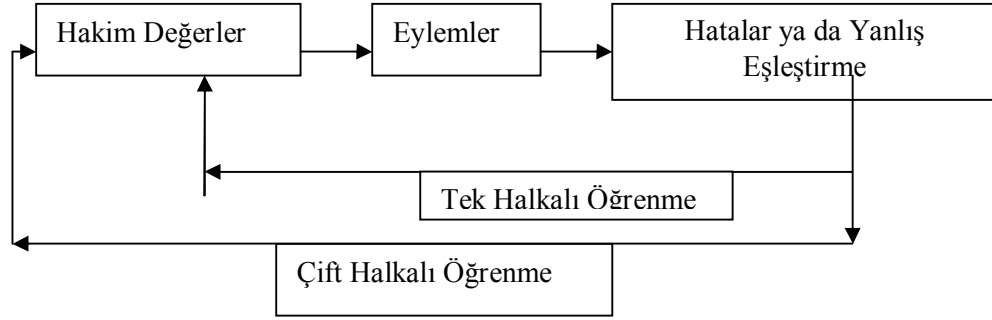 Hakim Değerler
Eylemler
Hatalar ya da Yanlış
Eşleştirme
Tek Halkalı Öğrenme
Çift Halkalı Öğrenme